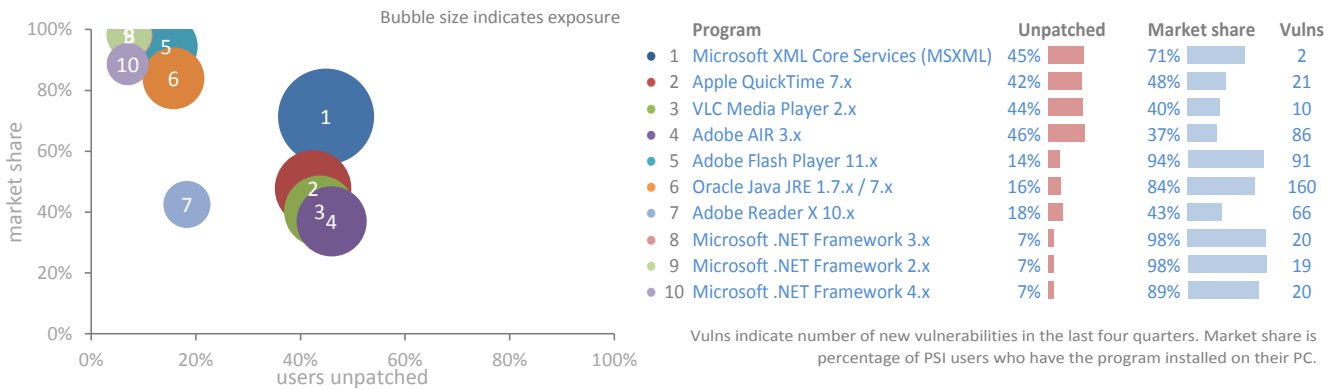 Bubble size indicates exposure
100%
80%
60%
40%
20%
0%
market share
0%
20%
40%
60%
80%
100%
users unpatched
8
5
10
6
1
7
2
3
4
Program Unpatched Market share Vulns
1 Microsoft XML Core Services (MSXML) 45% 71% 2
2 Apple QuickTime 7.x 42% 48% 21
3 VLC Media Player 2.x 44% 40% 10
4 Adobe AIR 3.x 46% 37% 86
5 Adobe Flash Player 11.x 14% 94% 91
6 Oracle Java JRE 1.7.x / 7.x 16% 84% 160
7 Adobe Reader X 10.x 18% 43% 66
8 Microsoft .NET Framework 3.x 7% 98% 20
9 Microsoft .NET Framework 2.x 7% 98% 19
10 Microsoft .NET Framework 4.x 7% 89% 20
Vulns indicate number of new vulnerabilities in the last four quarters. Market share is
percentage of PSI users who have the program installed on their PC.